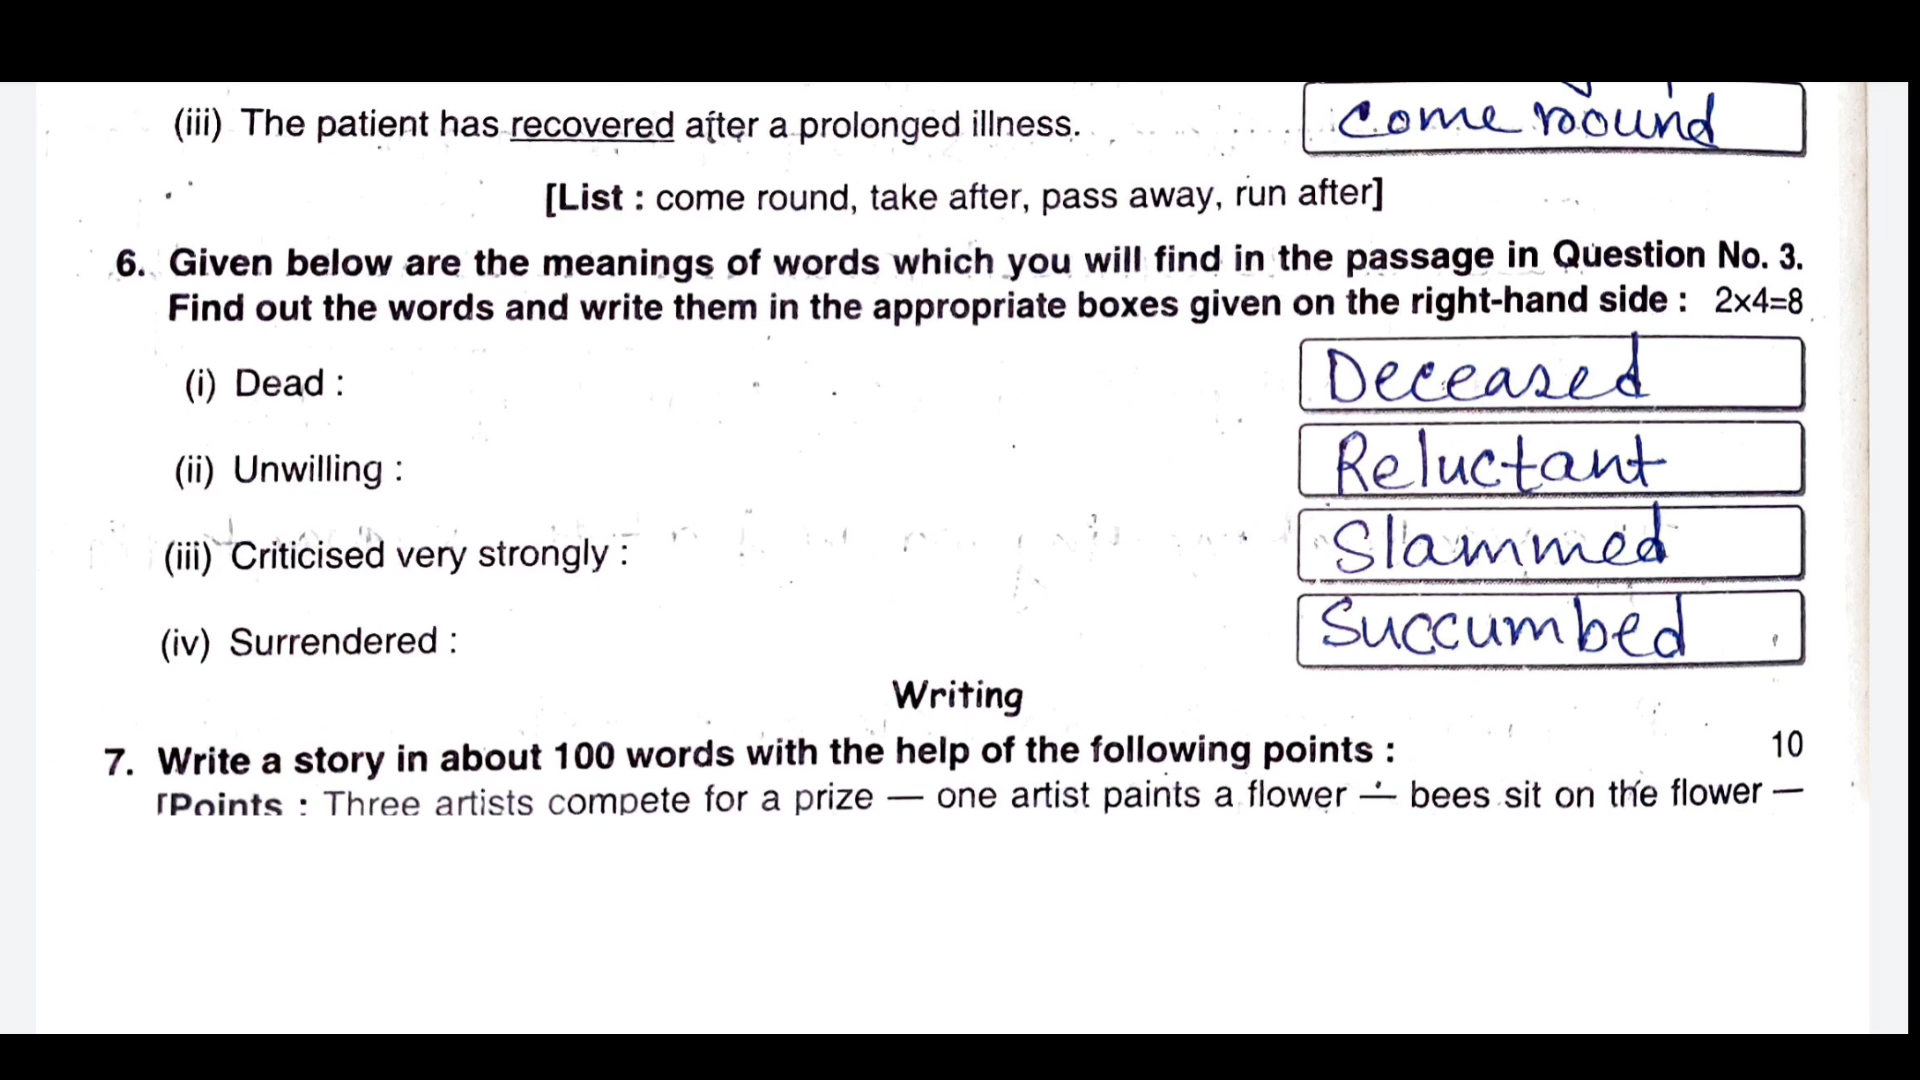 (iii) The patient has recovered after a prolonged illness. come round
[List : come round, take after, pass away, run after]
6. Given below are the meanings of words which you will find in the passage in Question No. 3.
Find out the words and write them in the appropriate boxes given on the right-hand side : 2x4=8
(i) Dead : Deceased
(ii) Unwilling : Reluctant
(iii) Criticised very strongly : Slammed
(iv) Surrendered : Succumbed
Writing
7. Write a story in about 100 words with the help of the following points : 10
[Points : Three artists compete for a prize — one artist paints a flower — bees sit on the flower —